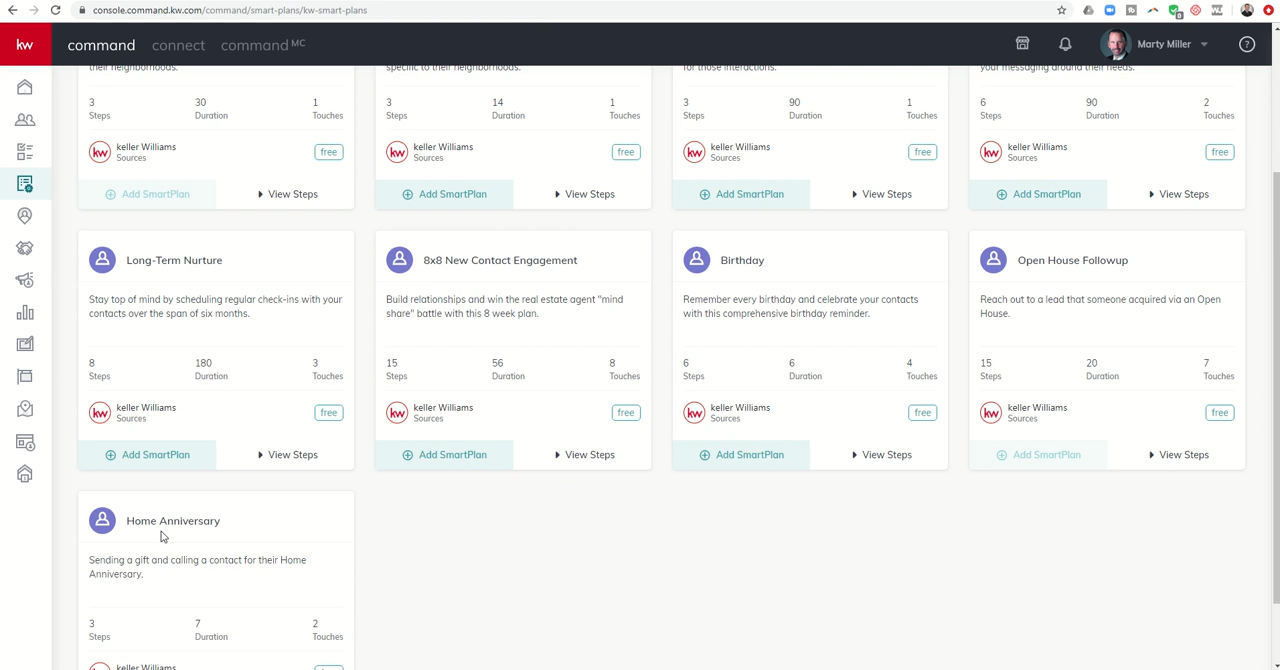 console.command.kw.com/command/smart-plans/kw-smart-plans
kw command connect command MC Marty Miller
their neighborhoods. specific to their neighborhoods. for those interactions. your messaging around their needs.
3 30 1 3 14 1 3 90 1 6 90 2
Steps Duration Touches Steps Duration Touches Steps Duration Touches Steps Duration Touches
kw keller Williams free kw keller Williams free kw keller Williams free kw keller Williams free
Sources Sources Sources Sources
Add SmartPlan View Steps Add SmartPlan View Steps Add SmartPlan View Steps Add SmartPlan View Steps
Long-Term Nurture
Stay top of mind by scheduling regular check-ins with your
contacts over the span of six months.
8 180 3
Steps Duration Touches
kw keller Williams free
Sources
Add SmartPlan View Steps
8x8 New Contact Engagement
Build relationships and win the real estate agent "mind
share" battle with this 8 week plan.
15 56 8
Steps Duration Touches
kw keller Williams free
Sources
Add SmartPlan View Steps
Birthday
Remember every birthday and celebrate your contacts
with this comprehensive birthday reminder.
6 6 4
Steps Duration Touches
kw keller Williams free
Sources
Add SmartPlan View Steps
Open House Followup
Reach out to a lead that someone acquired via an Open
House.
15 20 7
Steps Duration Touches
kw keller Williams free
Sources
Add SmartPlan View Steps
Home Anniversary
Sending a gift and calling a contact for their Home
Anniversary.
3 7 2
Steps Duration Touches
keller Williams